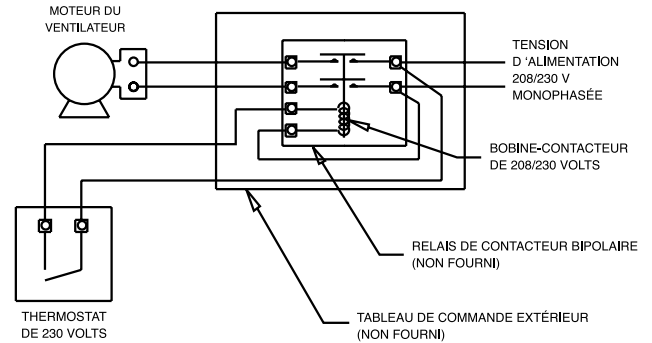 MOTEUR DU
VENTILATEUR
TENSION
D 'ALIMENTATION
208/230 V
MONOPHASÉE
BOBINE-CONTACTEUR
DE 208/230 VOLTS
RELAIS DE CONTACTEUR BIPOLAIRE
(NON FOURNI)
TABLEAU DE COMMANDE EXTÉRIEUR
(NON FOURNI)
THERMOSTAT
DE 230 VOLTS